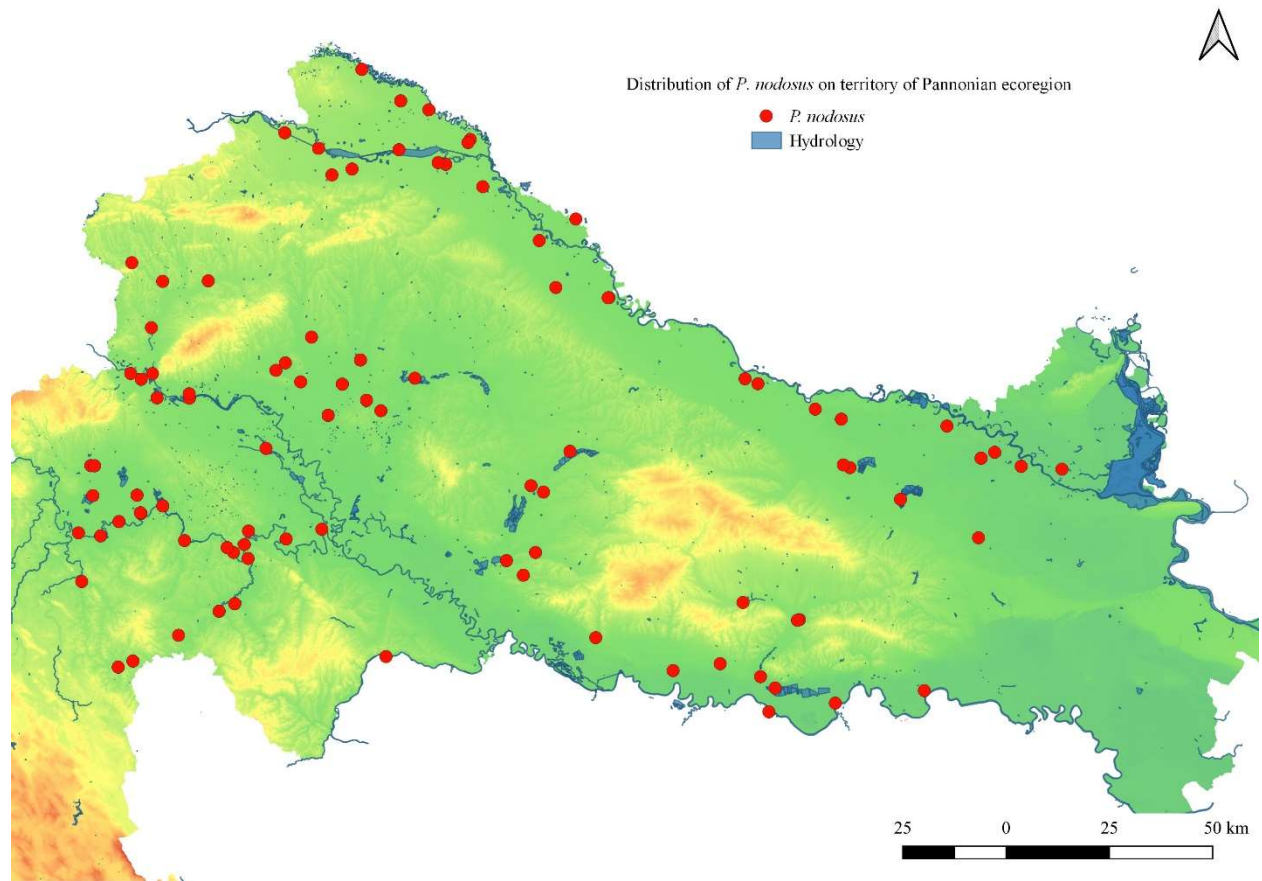 Distribution of P. nodosus on territory of Pannonian ecoregion
P. nodosus
Hydrology
25 0 25 50 km